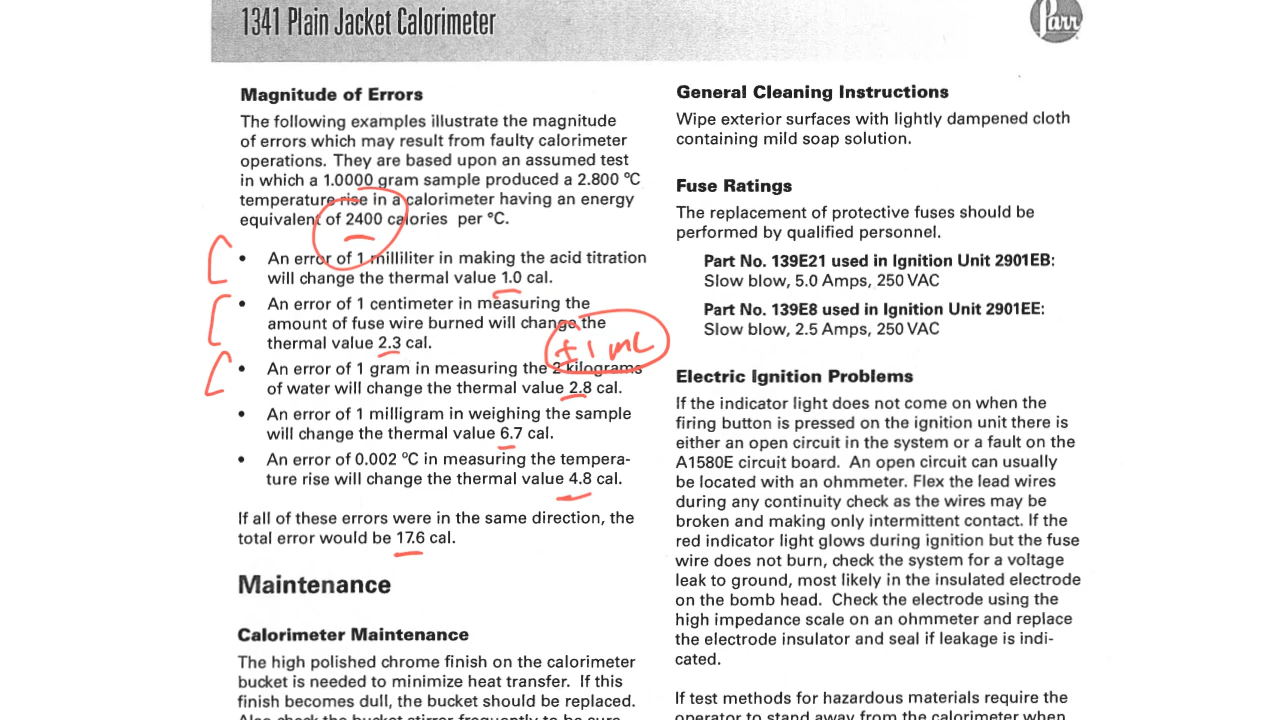 1341 Plain Jacket Calorimeter
Parr
Magnitude of Errors
The following examples illustrate the magnitude
of errors which may result from faulty calorimeter
operations. They are based upon an assumed test
in which a 1.0000 gram sample produced a 2.800 ºC
temperature rise in a calorimeter having an energy
equivalent of 2400 calories per ºC.
• An error of 1 milliliter in making the acid titration
will change the thermal value 1.0 cal.
• An error of 1 centimeter in measuring the
amount of fuse wire burned will change the
thermal value 2.3 cal.
± 1 mL
• An error of 1 gram in measuring the 2 kilograms
of water will change the thermal value 2.8 cal.
• An error of 1 milligram in weighing the sample
will change the thermal value 6.7 cal.
• An error of 0.002 ºC in measuring the tempera-
ture rise will change the thermal value 4.8 cal.
If all of these errors were in the same direction, the
total error would be 17.6 cal.
Maintenance
Calorimeter Maintenance
The high polished chrome finish on the calorimeter
bucket is needed to minimize heat transfer. If this
finish becomes dull, the bucket should be replaced.
Also check the bucket stirrer frequently to be sure
General Cleaning Instructions
Wipe exterior surfaces with lightly dampened cloth
containing mild soap solution.
Fuse Ratings
The replacement of protective fuses should be
performed by qualified personnel.
Part No. 139E21 used in Ignition Unit 2901EB:
Slow blow, 5.0 Amps, 250 VAC
Part No. 139E8 used in Ignition Unit 2901EE:
Slow blow, 2.5 Amps, 250 VAC
Electric Ignition Problems
If the indicator light does not come on when the
firing button is pressed on the ignition unit there is
either an open circuit in the system or a fault on the
A1580E circuit board. An open circuit can usually
be located with an ohmmeter. Flex the lead wires
during any continuity check as the wires may be
broken and making only intermittent contact. If the
red indicator light glows during ignition but the fuse
wire does not burn, check the system for a voltage
leak to ground, most likely in the insulated electrode
on the bomb head. Check the electrode using the
high impedance scale on an ohmmeter and replace
the electrode insulator and seal if leakage is indi-
cated.
If test methods for hazardous materials require the
operator to stand away from the calorimeter when